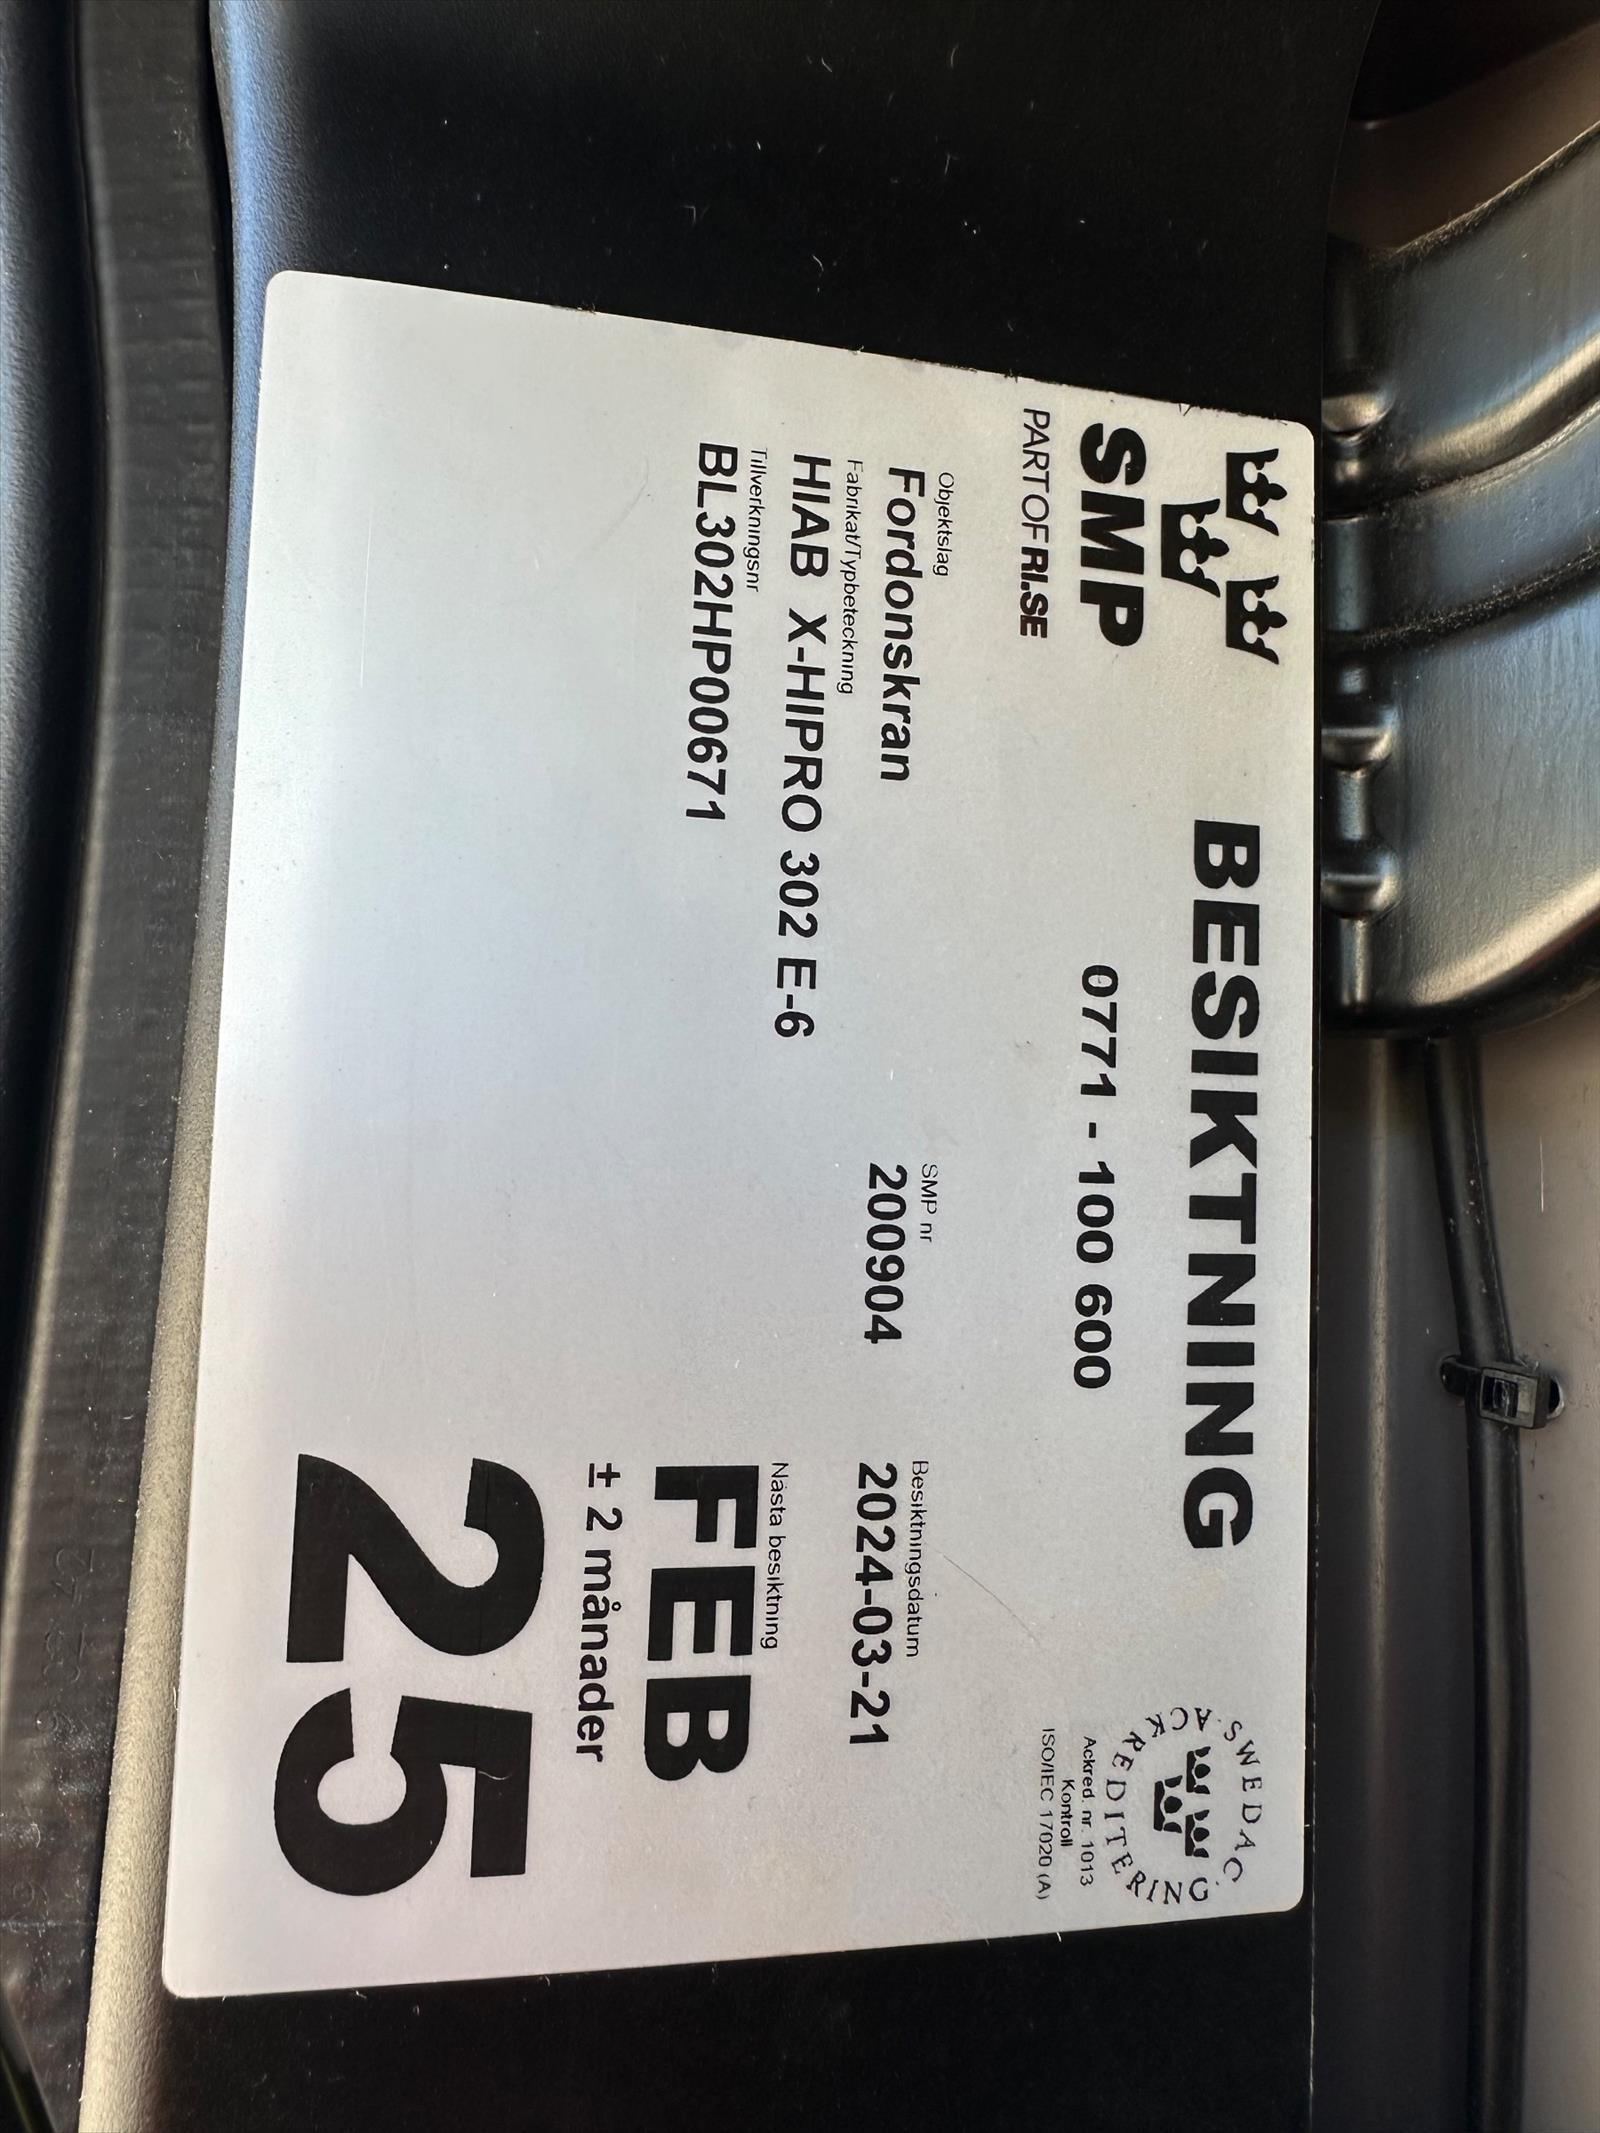 BESIKTNING
SMP
PART OF RI.SE
0771 - 100 600
SWEDAC
ACKREDITERING
Ackred. nr. 1013
Kontroll
ISO/IEC 17020 (A)
Objektslag
Fordonskran
SMP nr
200904
Besiktningsdatum
2024-03-21
Fabrikat/Typbeteckning
HIAB X-HIPRO 302 E-6
Tillverkningsnr
BL302HP00671
Nästa besiktning
FEB
± 2 månader
25